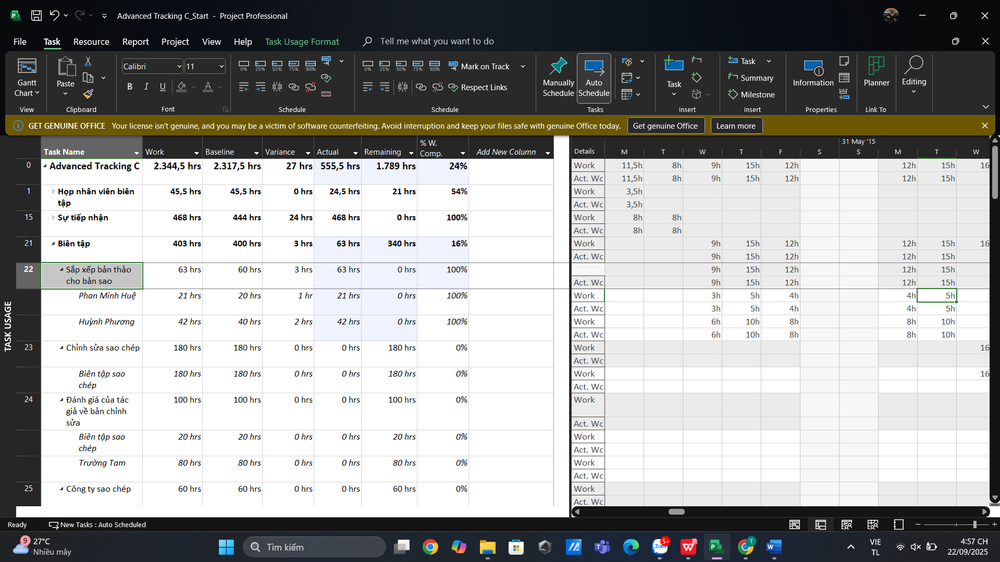 Advanced Tracking C_Start - Project Professional
File Task Resource Report Project View Help Task Usage Format Tell me what you want to do
Gantt Chart
Paste
Calibri 11
B I U
0% 25% 50% 75% 100%
0% 25% 50% 75% 100% Mark on Track
Respect Links
Manually Schedule
Auto Schedule
Task
Task
Summary
Milestone
Information
Planner
Editing
View Clipboard Font Schedule Schedule Tasks Insert Insert Properties Link To
GET GENUINE OFFICE Your license isn't genuine, and you may be a victim of software counterfeiting. Avoid interruption and keep your files safe with genuine Office today. Get genuine Office Learn more
TASK USAGE
Task Name Work Baseline Variance Actual Remaining % W. Comp. Add New Column
0 Advanced Tracking C 2.344,5 hrs 2.317,5 hrs 27 hrs 555,5 hrs 1.789 hrs 24%
1 Họp nhân viên biên tập 45,5 hrs 45,5 hrs 0 hrs 24,5 hrs 21 hrs 54%
15 Sự tiếp nhận 468 hrs 444 hrs 24 hrs 468 hrs 0 hrs 100%
21 Biên tập 403 hrs 400 hrs 3 hrs 63 hrs 340 hrs 16%
22 Sắp xếp bản thảo cho bản sao 63 hrs 60 hrs 3 hrs 63 hrs 0 hrs 100%
Phan Minh Huệ 21 hrs 20 hrs 1 hr 21 hrs 0 hrs 100%
Huỳnh Phương 42 hrs 40 hrs 2 hrs 42 hrs 0 hrs 100%
23 Chỉnh sửa sao chép 180 hrs 180 hrs 0 hrs 0 hrs 180 hrs 0%
Biên tập sao chép 180 hrs 180 hrs 0 hrs 0 hrs 180 hrs 0%
24 Đánh giá của tác giả về bản chỉnh sửa 100 hrs 100 hrs 0 hrs 0 hrs 100 hrs 0%
Biên tập sao chép 20 hrs 20 hrs 0 hrs 0 hrs 20 hrs 0%
Trường Tam 80 hrs 80 hrs 0 hrs 0 hrs 80 hrs 0%
25 Công ty sao chép 60 hrs 60 hrs 0 hrs 0 hrs 60 hrs 0%
31 May '15
Details M T W T F S S M T W
Work 11,5h 8h 9h 15h 12h 12h 15h 16
Act. Wc 11,5h 8h 9h 15h 12h 12h 15h
Work 3,5h
Act. Wc 3,5h
Work 8h 8h
Act. Wc 8h 8h
Work 9h 15h 12h 12h 15h 16
Act. Wc 9h 15h 12h 12h 15h
9h 15h 12h 12h 15h
Act. Wc 9h 15h 12h 12h 15h
Work 3h 5h 4h 4h 5h
Act. Wc 3h 5h 4h 4h 5h
Work 6h 10h 8h 8h 10h
Act. Wc 6h 10h 8h 8h 10h
Work 16
Act. Wc
Work 16
Act. Wc
Work
Act. Wc
Work
Act. Wc
Work
Act. Wc
Work
Act. Wc
Ready New Tasks : Auto Scheduled
9 27°C
Nhiều mây
Tìm kiếm
Zalo 5+
VIE
TL
4:57 CH
22/09/2025